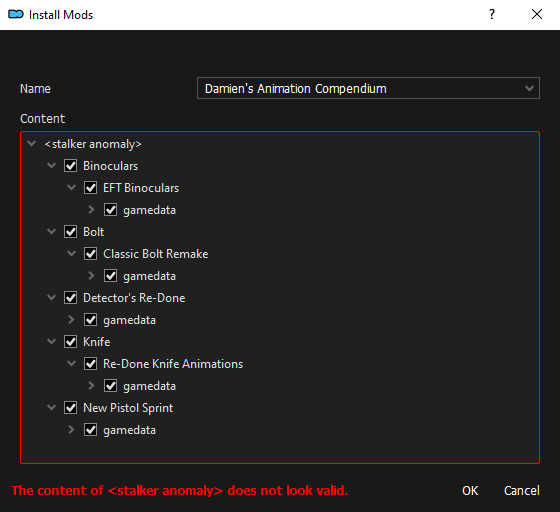 Install Mods
Name
Damien's Animation Compendium
Content
<stalker anomaly>
Binoculars
EFT Binoculars
gamedata
Bolt
Classic Bolt Remake
gamedata
Detector's Re-Done
gamedata
Knife
Re-Done Knife Animations
gamedata
New Pistol Sprint
gamedata
The content of <stalker anomaly> does not look valid.
OK
Cancel